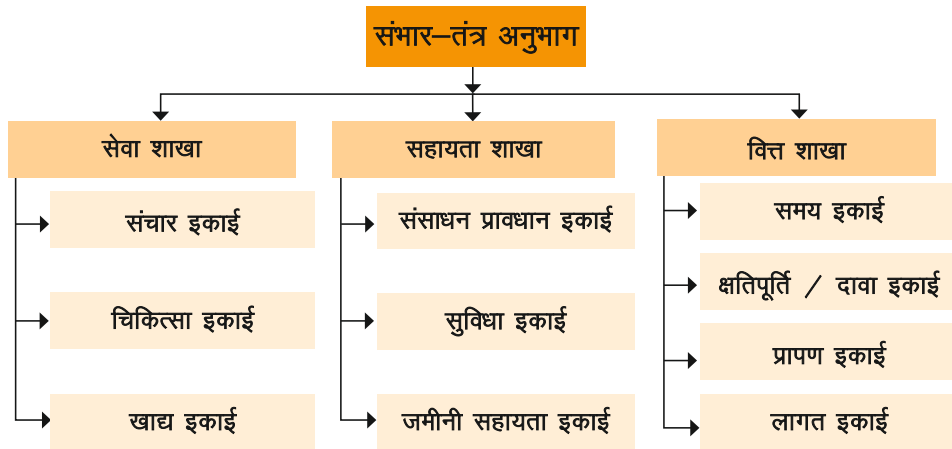 संभार–तंत्र अनुभाग
सेवा शाखा
संचार इकाई
चिकित्सा इकाई
खाद्य इकाई
सहायता शाखा
संसाधन प्रावधान इकाई
सुविधा इकाई
जमीनी सहायता इकाई
वित्त शाखा
समय इकाई
क्षतिपूर्ति / दावा इकाई
प्रापण इकाई
लागत इकाई